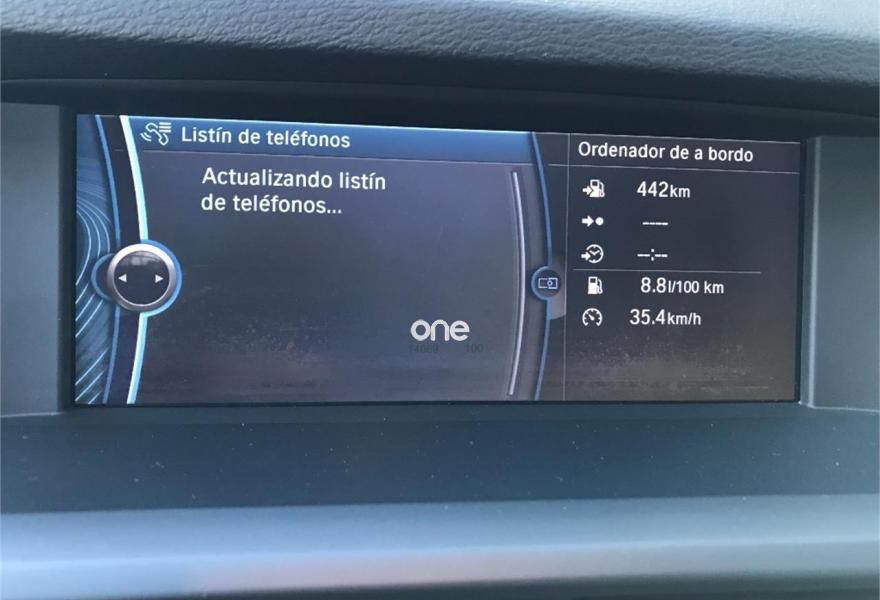 Listín de teléfonos
Actualizando listín
de teléfonos...
one
Ordenador de a bordo
442km
----
--:--
8.8l/100 km
35.4km/h